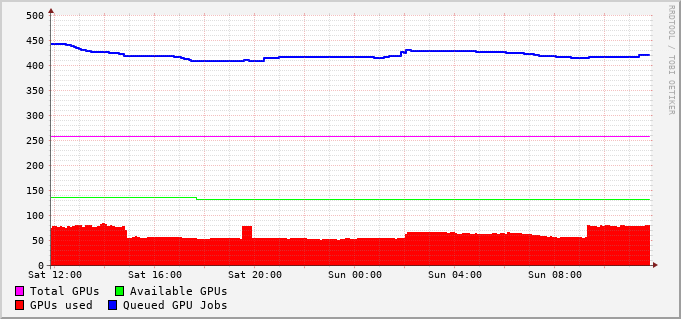 500
450
400
350
300
250
200
150
100
50
0
Sat 12:00 Sat 16:00 Sat 20:00 Sun 00:00 Sun 04:00 Sun 08:00
Total GPUs Available GPUs
GPUs used Queued GPU Jobs
RRDTOOL / TOBI OETIKER